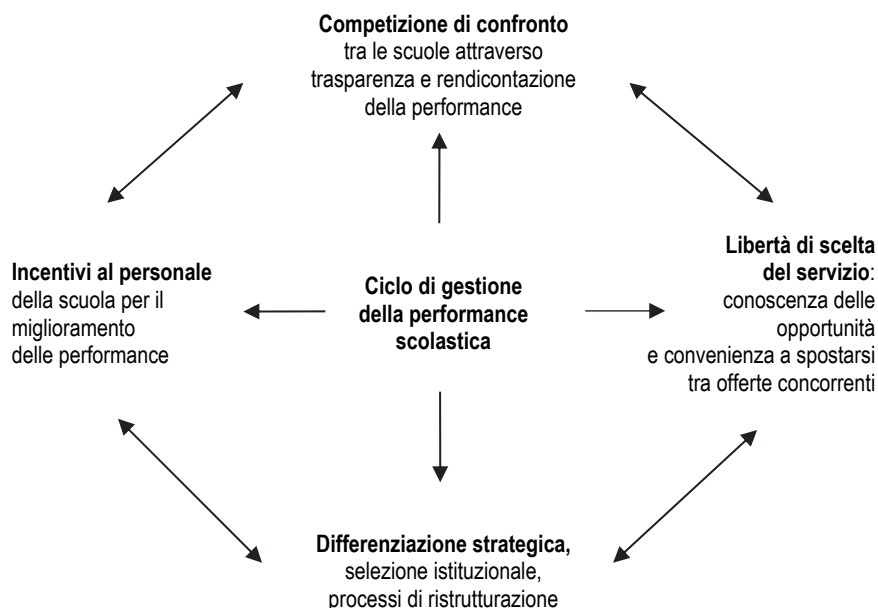 Competizione di confronto
tra le scuole attraverso
trasparenza e rendicontazione
della performance
Incentivi al personale
della scuola per il
miglioramento
delle performance
Ciclo di gestione
della performance
scolastica
Libertà di scelta
del servizio:
conoscenza delle
opportunità
e convenienza a spostarsi
tra offerte concorrenti
Differenziazione strategica,
selezione istituzionale,
processi di ristrutturazione